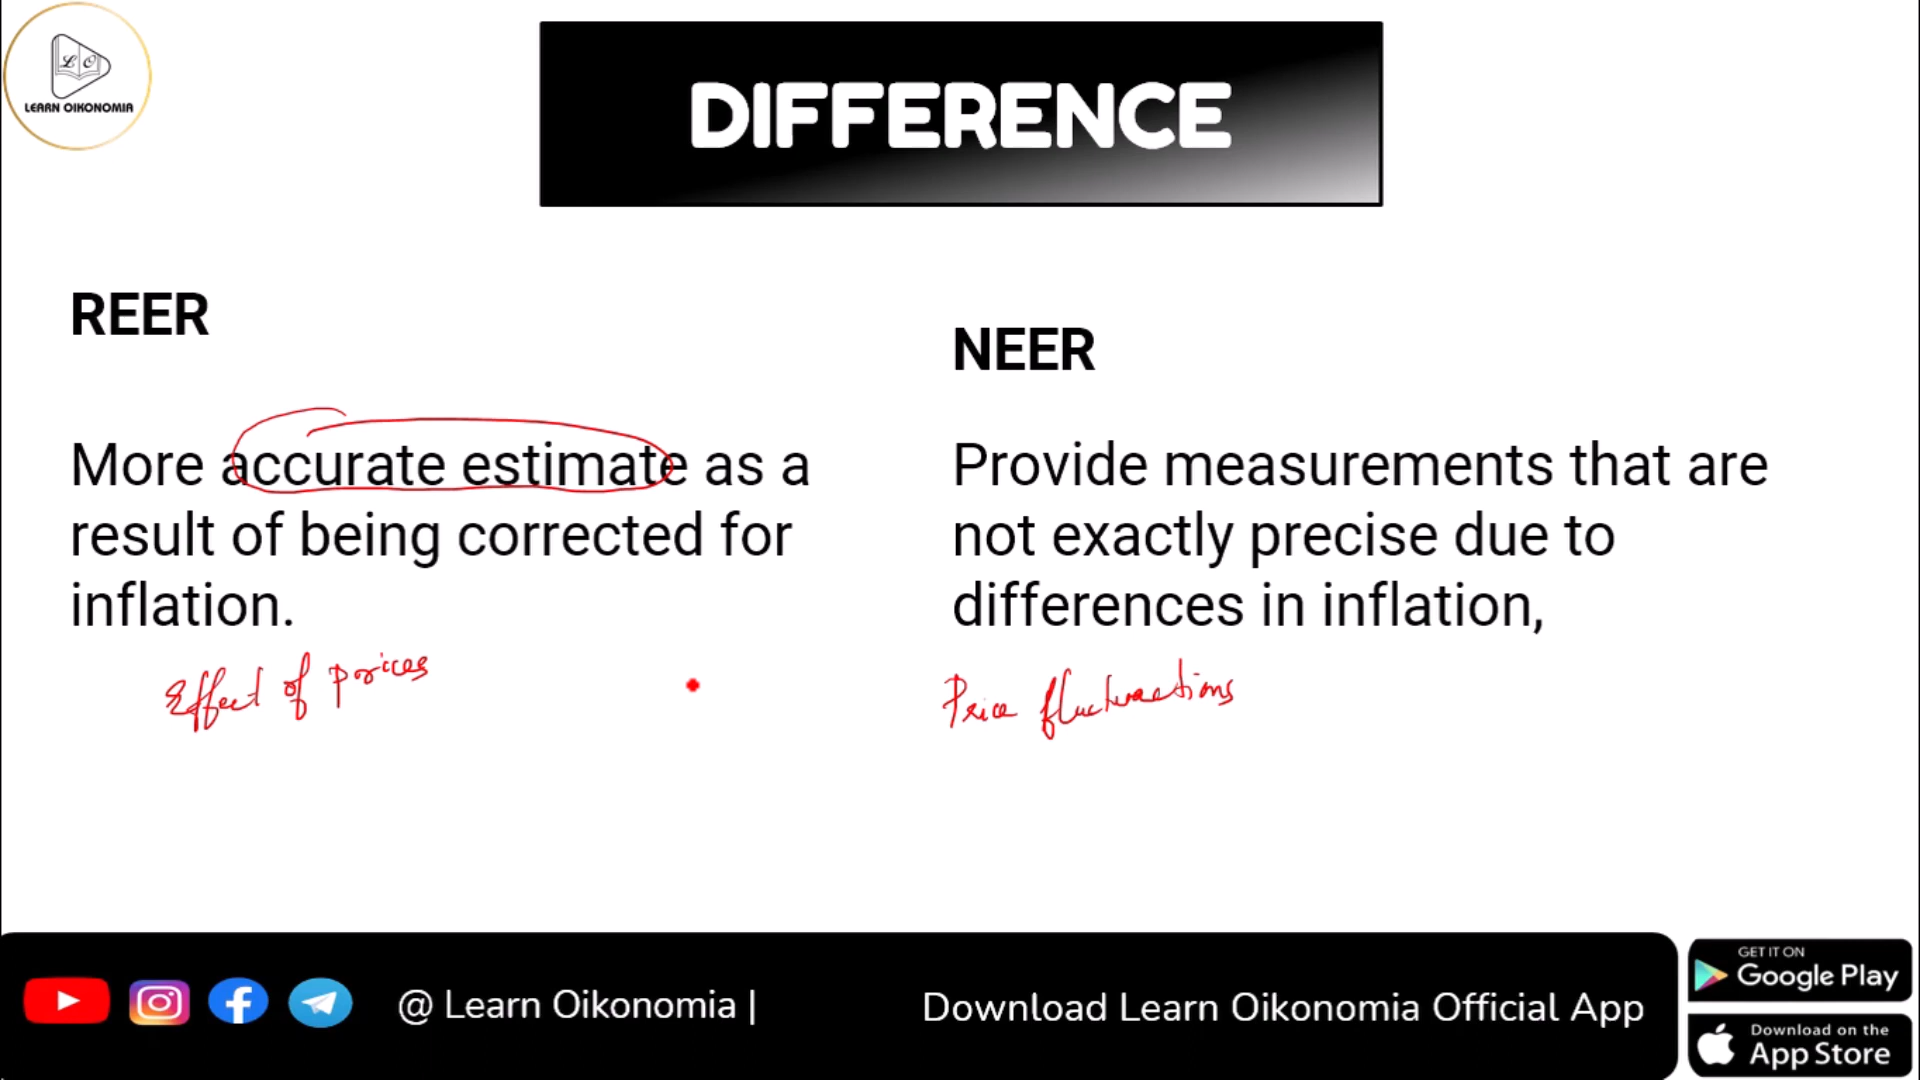 LO
LEARN OIKONOMIA
DIFFERENCE
REER
More accurate estimate as a
result of being corrected for
inflation.
Effect of prices
NEER
Provide measurements that are
not exactly precise due to
differences in inflation,
Price fluctuations
@ Learn Oikonomia |
Download Learn Oikonomia Official App
GET IT ON
Google Play
Download on the
App Store